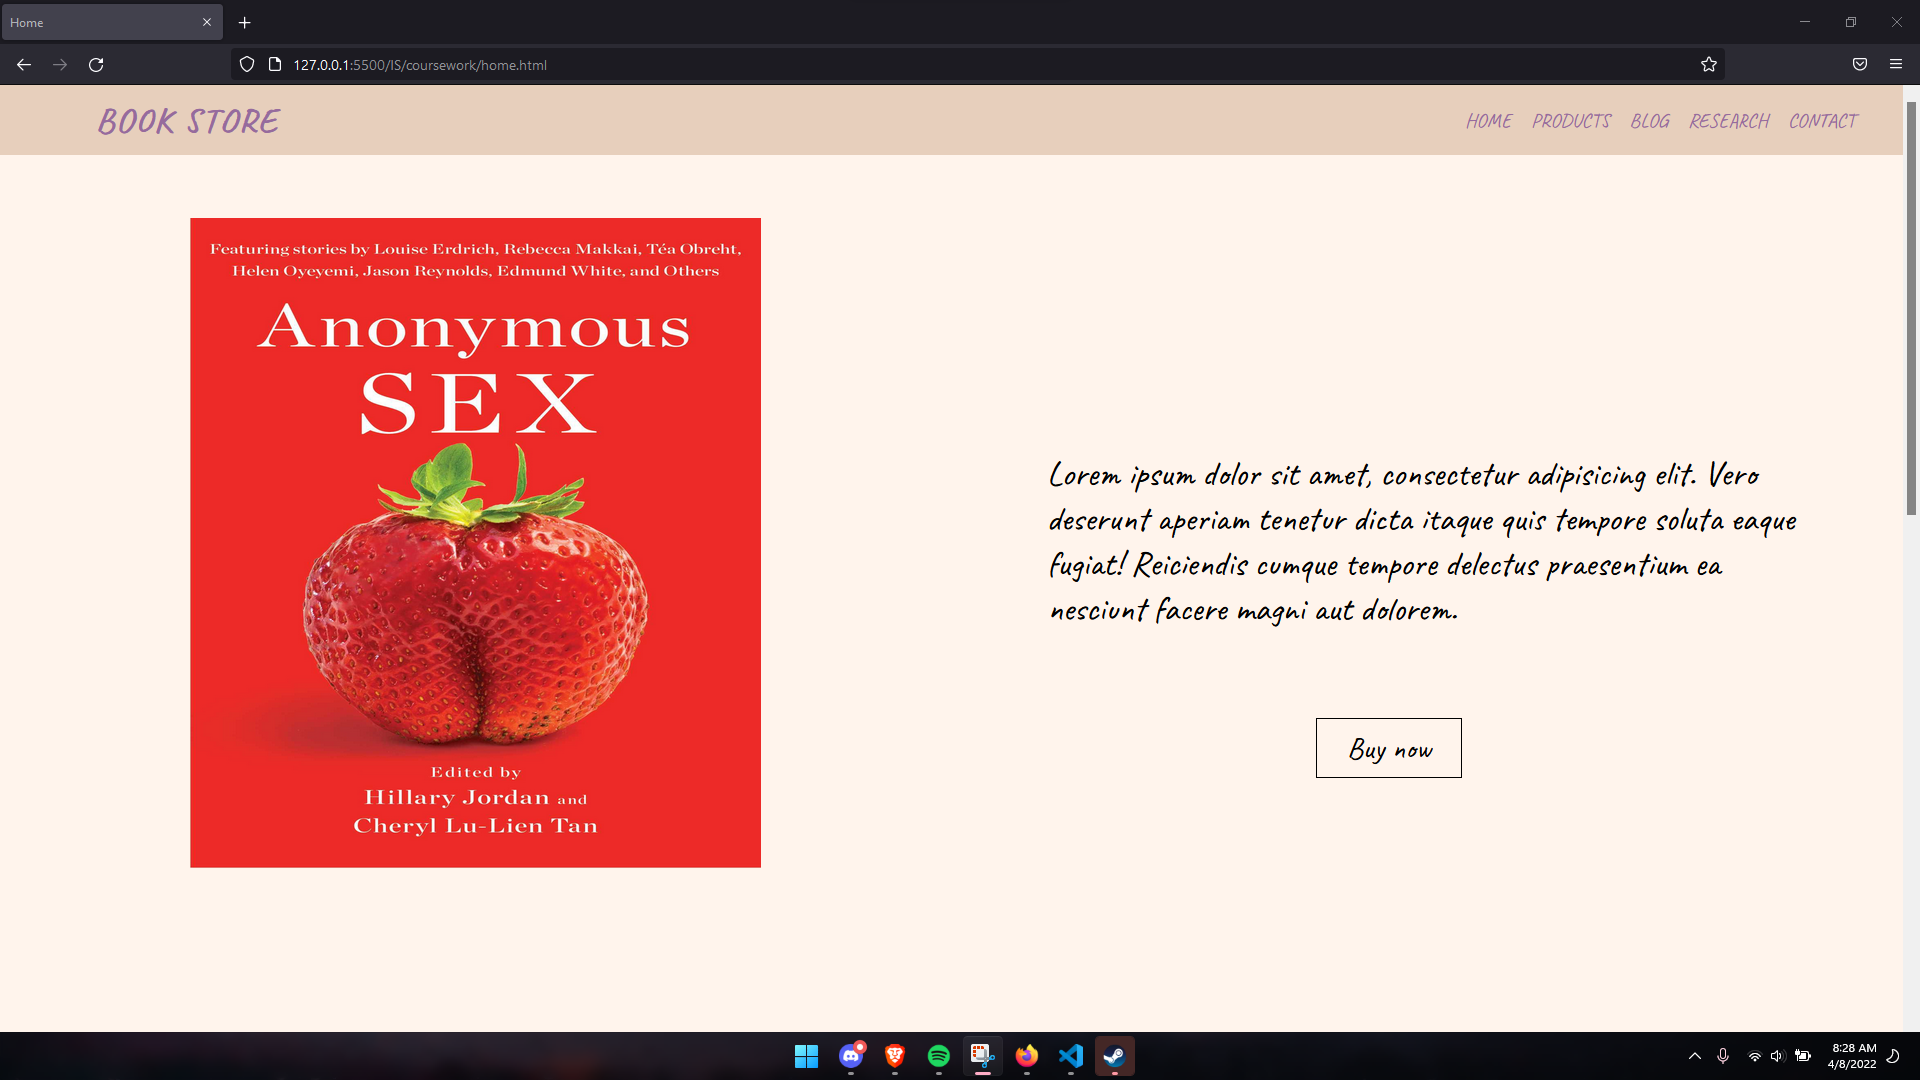 Home
127.0.0.1:5500/IS/coursework/home.html
BOOK STORE
HOME PRODUCTS BLOG RESEARCH CONTACT
Featuring stories by Louise Erdrich, Rebecca Makkai, Téa Obreht,
Helen Oyeyemi, Jason Reynolds, Edmund White, and Others
Anonymous
SEX
Edited by
Hillary Jordan and
Cheryl Lu-Lien Tan
Lorem ipsum dolor sit amet, consectetur adipisicing elit. Vero
deserunt aperiam tenetur dicta itaque quis tempore soluta eaque
fugiat! Reiciendis cumque tempore delectus praesentium ea
nesciunt facere magni aut dolorem.
Buy now
8:28 AM
4/8/2022